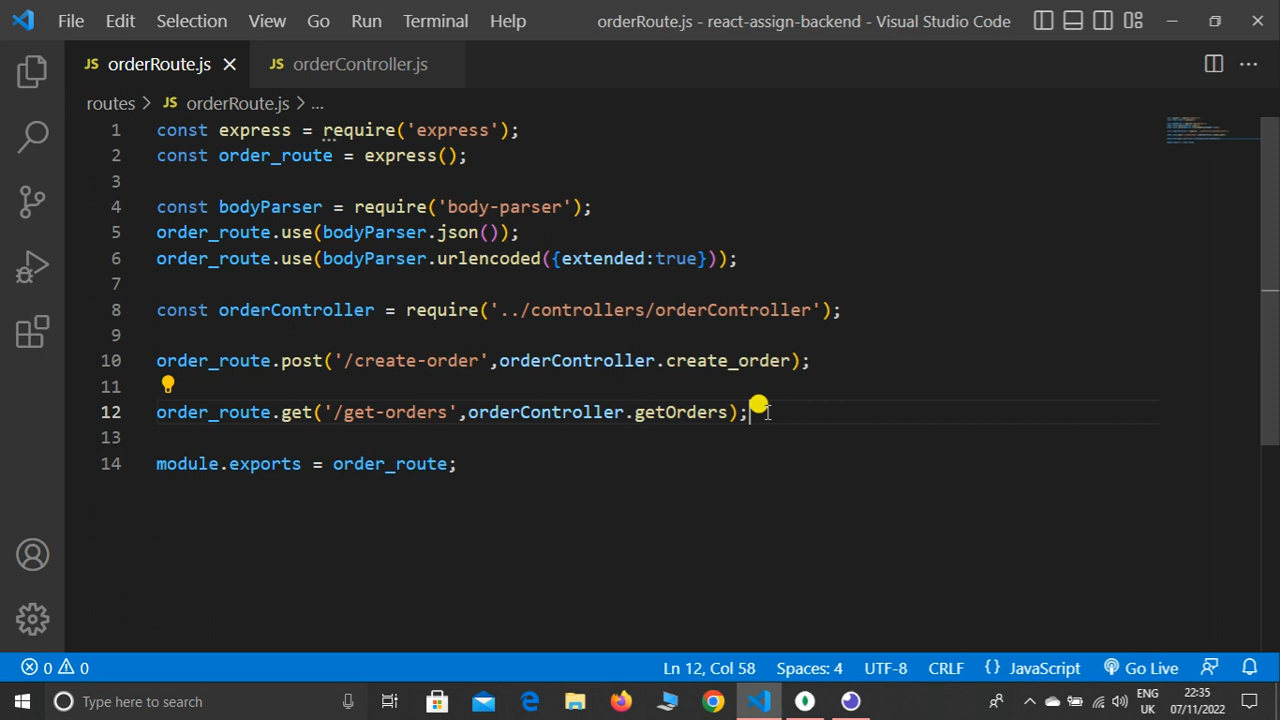 File Edit Selection View Go Run Terminal Help orderRoute.js - react-assign-backend - Visual Studio Code
JS orderRoute.js JS orderController.js
routes > JS orderRoute.js > ...
1 const express = require('express');
2 const order_route = express();
3
4 const bodyParser = require('body-parser');
5 order_route.use(bodyParser.json());
6 order_route.use(bodyParser.urlencoded({extended:true}));
7
8 const orderController = require('../controllers/orderController');
9
10 order_route.post('/create-order',orderController.create_order);
11
12 order_route.get('/get-orders',orderController.getOrders);
13
14 module.exports = order_route;
0 0 Ln 12, Col 58 Spaces: 4 UTF-8 CRLF {} JavaScript Go Live
Type here to search ENG 22:35
UK 07/11/2022